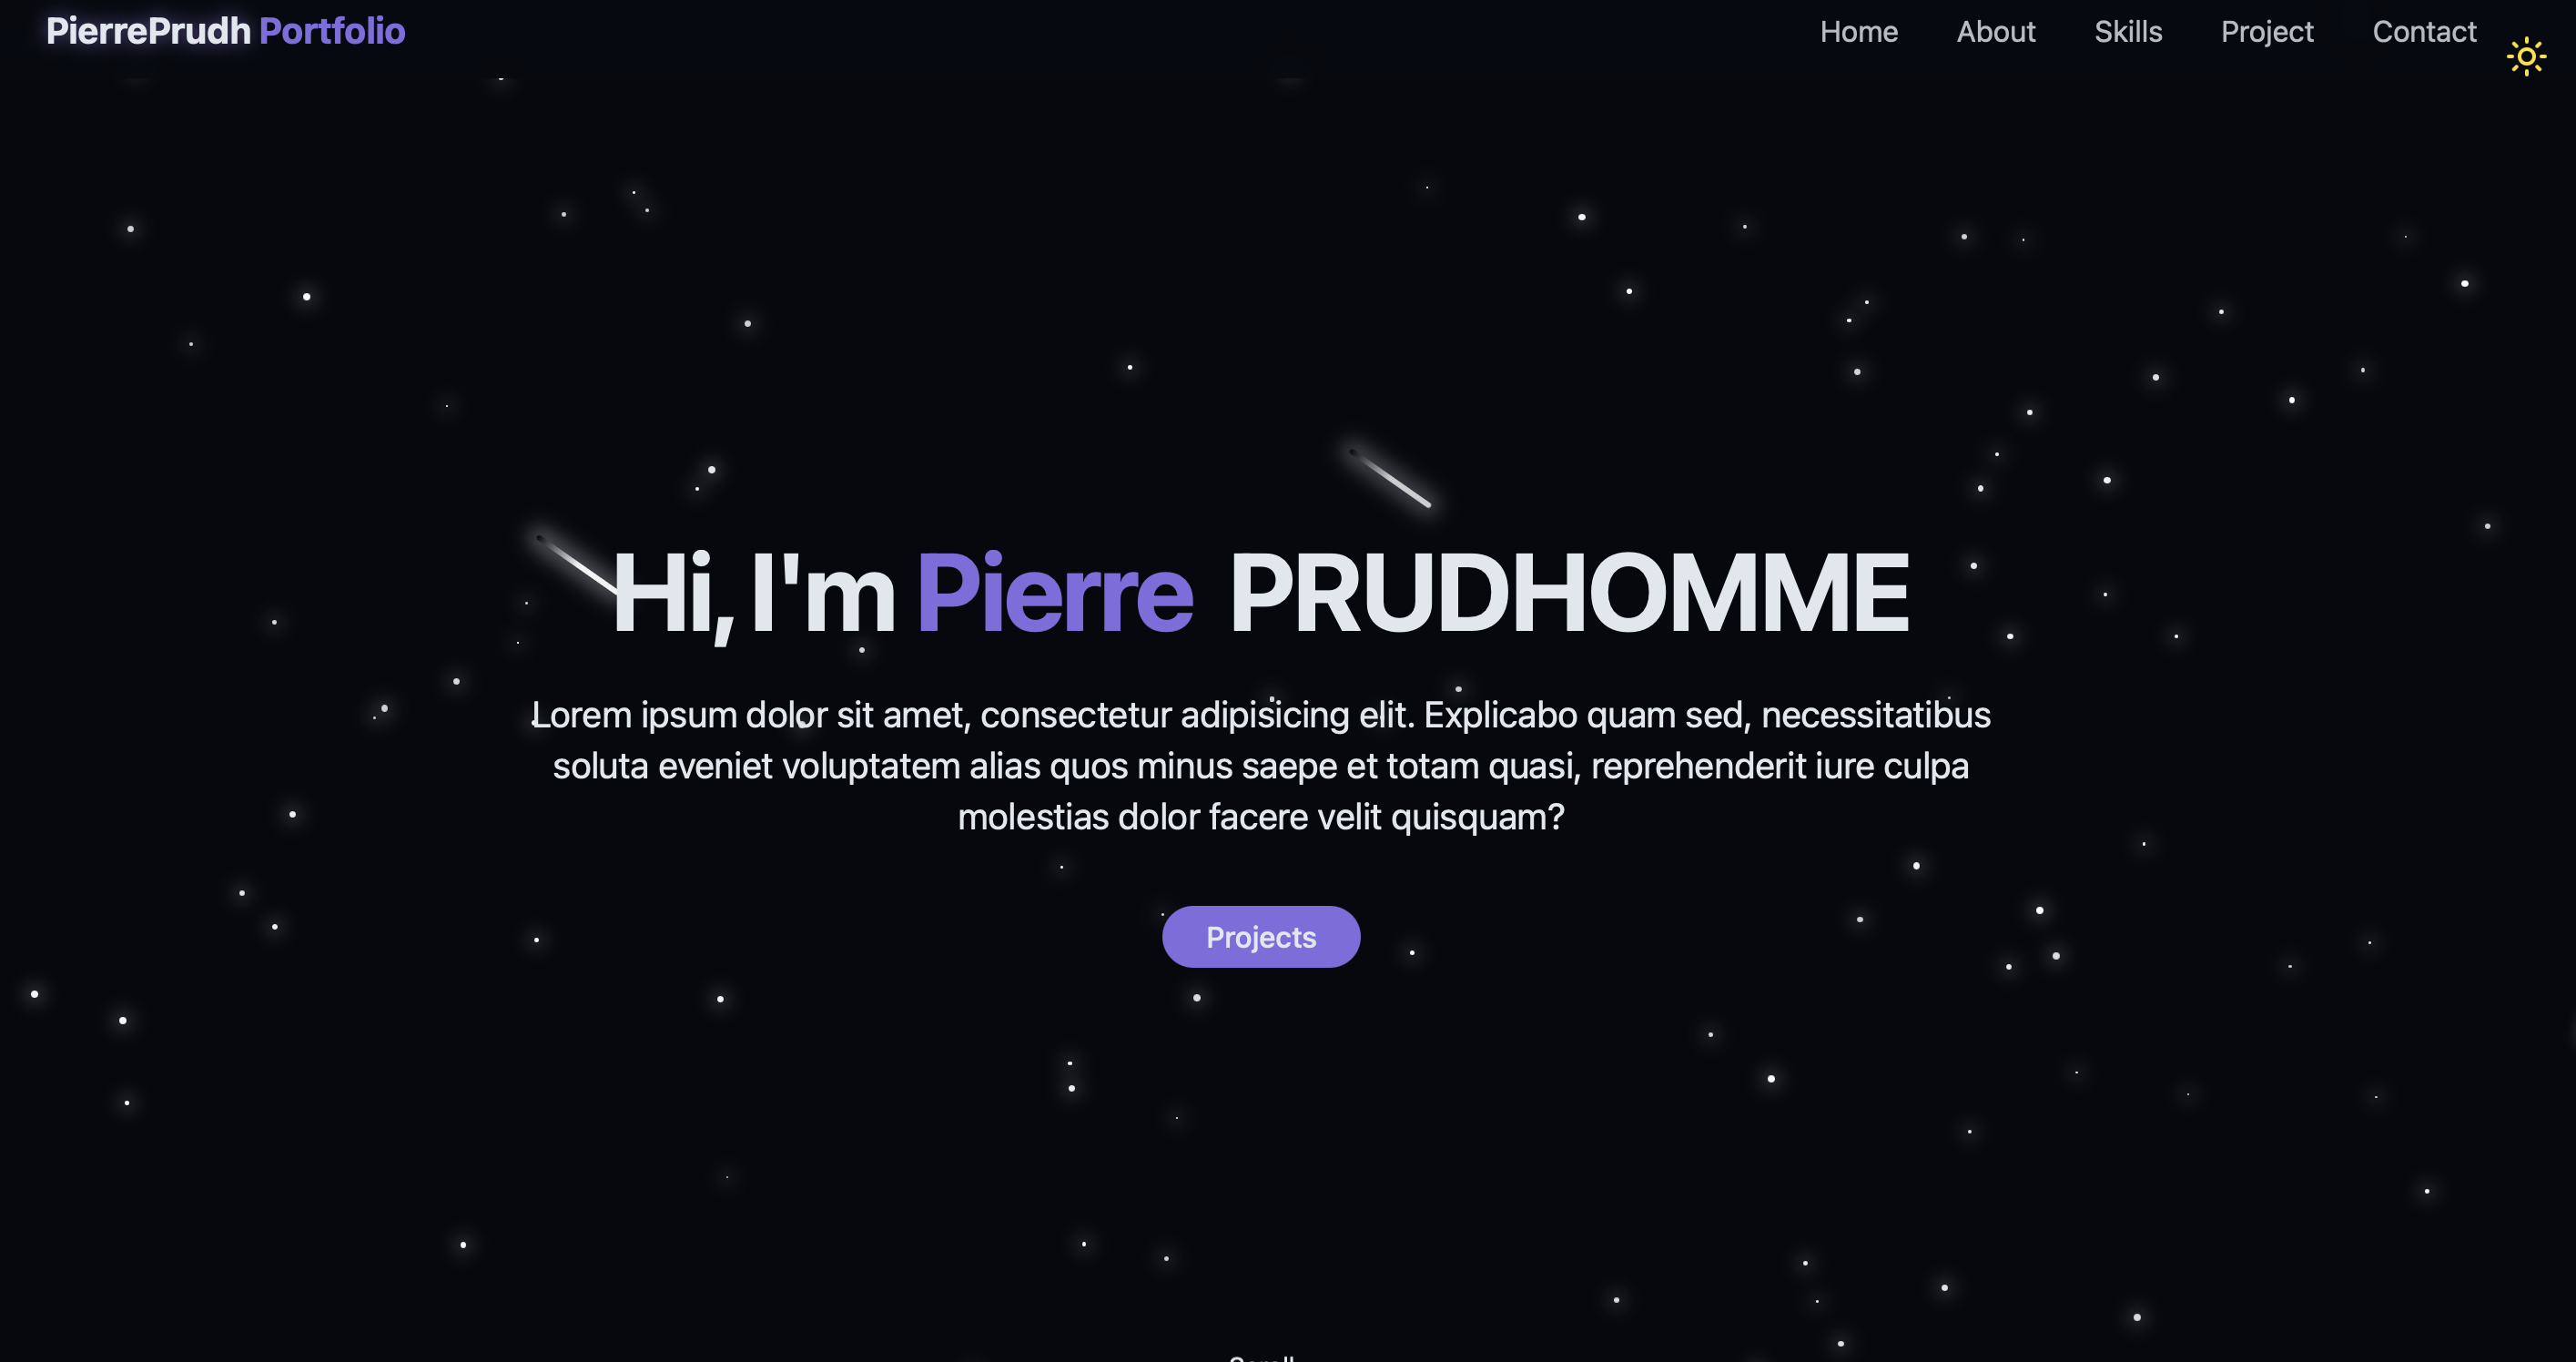 PierrePrudh Portfolio
Home About Skills Project Contact
Hi, I'm Pierre PRUDHOMME
Lorem ipsum dolor sit amet, consectetur adipisicing elit. Explicabo quam sed, necessitatibus
soluta eveniet voluptatem alias quos minus saepe et totam quasi, reprehenderit iure culpa
molestias dolor facere velit quisquam?
Projects
Scroll